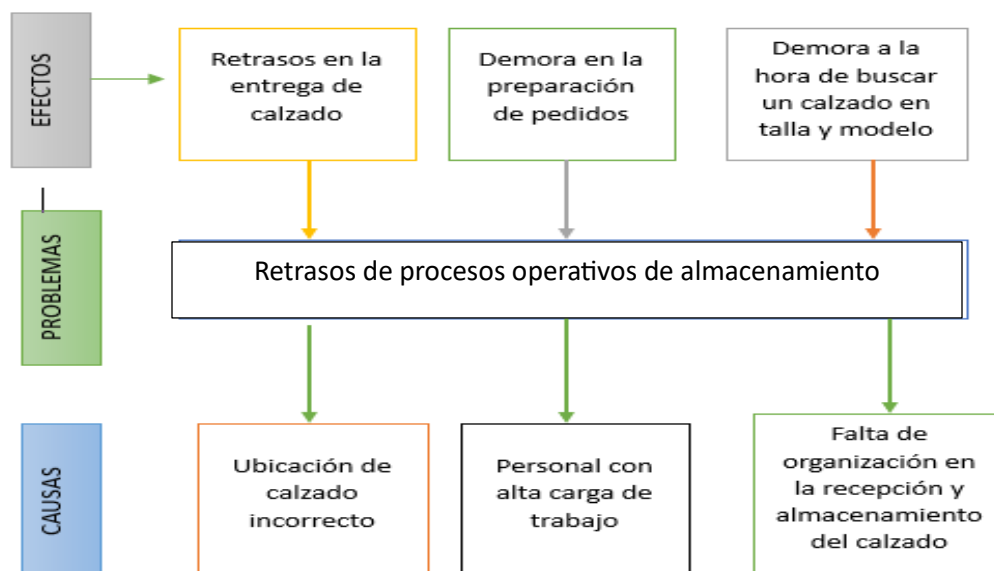 EFECTOS
Retrasos en la
entrega de
calzado
Demora en la
preparación
de pedidos
Demora a la
hora de buscar
un calzado en
talla y modelo
PROBLEMAS
Retrasos de procesos operativos de almacenamiento
CAUSAS
Ubicación de
calzado
incorrecto
Personal con
alta carga de
trabajo
Falta de
organización en
la recepción y
almacenamiento
del calzado